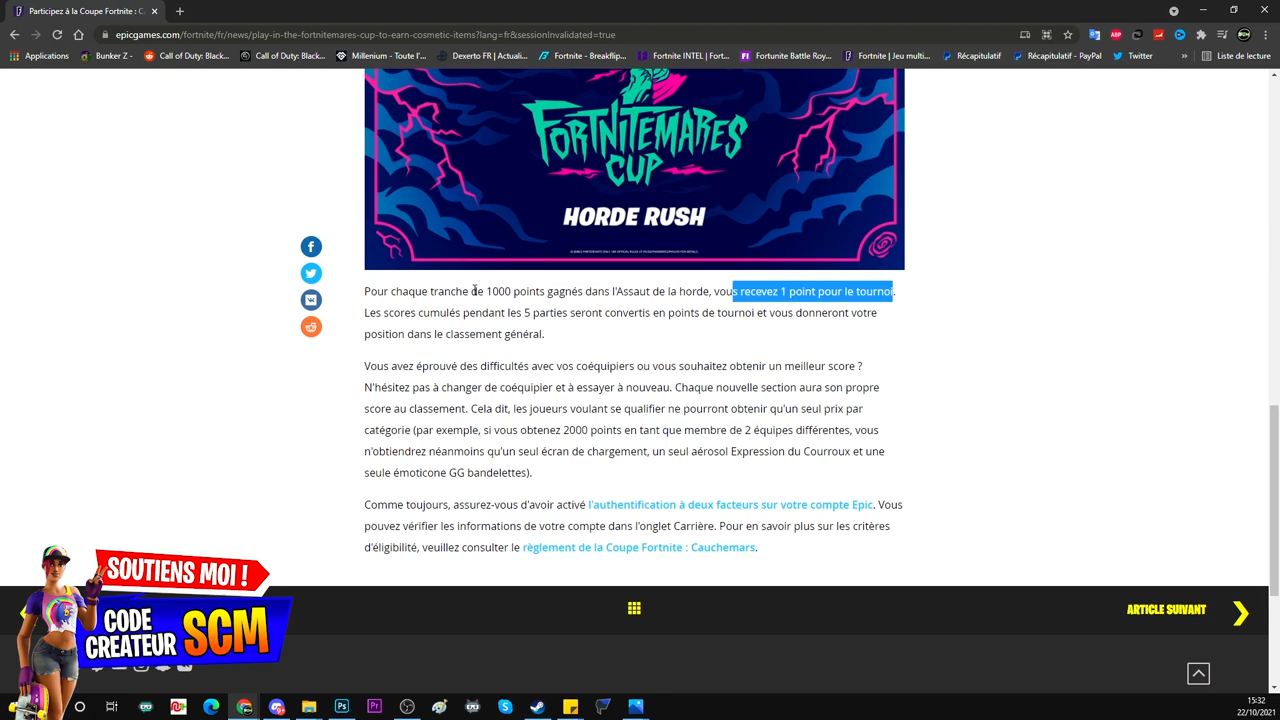 Participez à la Coupe Fortnite : C
epicgames.com/fortnite/fr/news/play-in-the-fortnitemares-cup-to-earn-cosmetic-items?lang=fr&sessionInvalidated=true
Applications
Bunker Z -
Call of Duty: Black...
Call of Duty: Black...
Millenium - Toute l'...
Dexerto FR | Actuali...
Fortnite - Breakflip...
Fortnite INTEL | Fort...
Fortunite Battle Roy...
Fortnite | Jeu multi...
Récapitulatif
Récapitulatif - PayPal
Twitter
»
Liste de lecture
FORTNITEMARES
CUP
HORDE RUSH
Pour chaque tranche de 1000 points gagnés dans l'Assaut de la horde, vous recevez 1 point pour le tournoi.
Les scores cumulés pendant les 5 parties seront convertis en points de tournoi et vous donneront votre
position dans le classement général.
Vous avez éprouvé des difficultés avec vos coéquipiers ou vous souhaitez obtenir un meilleur score ?
N'hésitez pas à changer de coéquipier et à essayer à nouveau. Chaque nouvelle section aura son propre
score au classement. Cela dit, les joueurs voulant se qualifier ne pourront obtenir qu'un seul prix par
catégorie (par exemple, si vous obtenez 2000 points en tant que membre de 2 équipes différentes, vous
n'obtiendrez néanmoins qu'un seul écran de chargement, un seul aérosol Expression du Courroux et une
seule émoticone GG bandelettes).
Comme toujours, assurez-vous d'avoir activé l'authentification à deux facteurs sur votre compte Epic. Vous
pouvez vérifier les informations de votre compte dans l'onglet Carrière. Pour en savoir plus sur les critères
d'éligibilité, veuillez consulter le règlement de la Coupe Fortnite : Cauchemars.
ARTICLE SUIVANT
SOUTIENS MOI !
CODE
CREATEUR SCM
15:32
22/10/2021